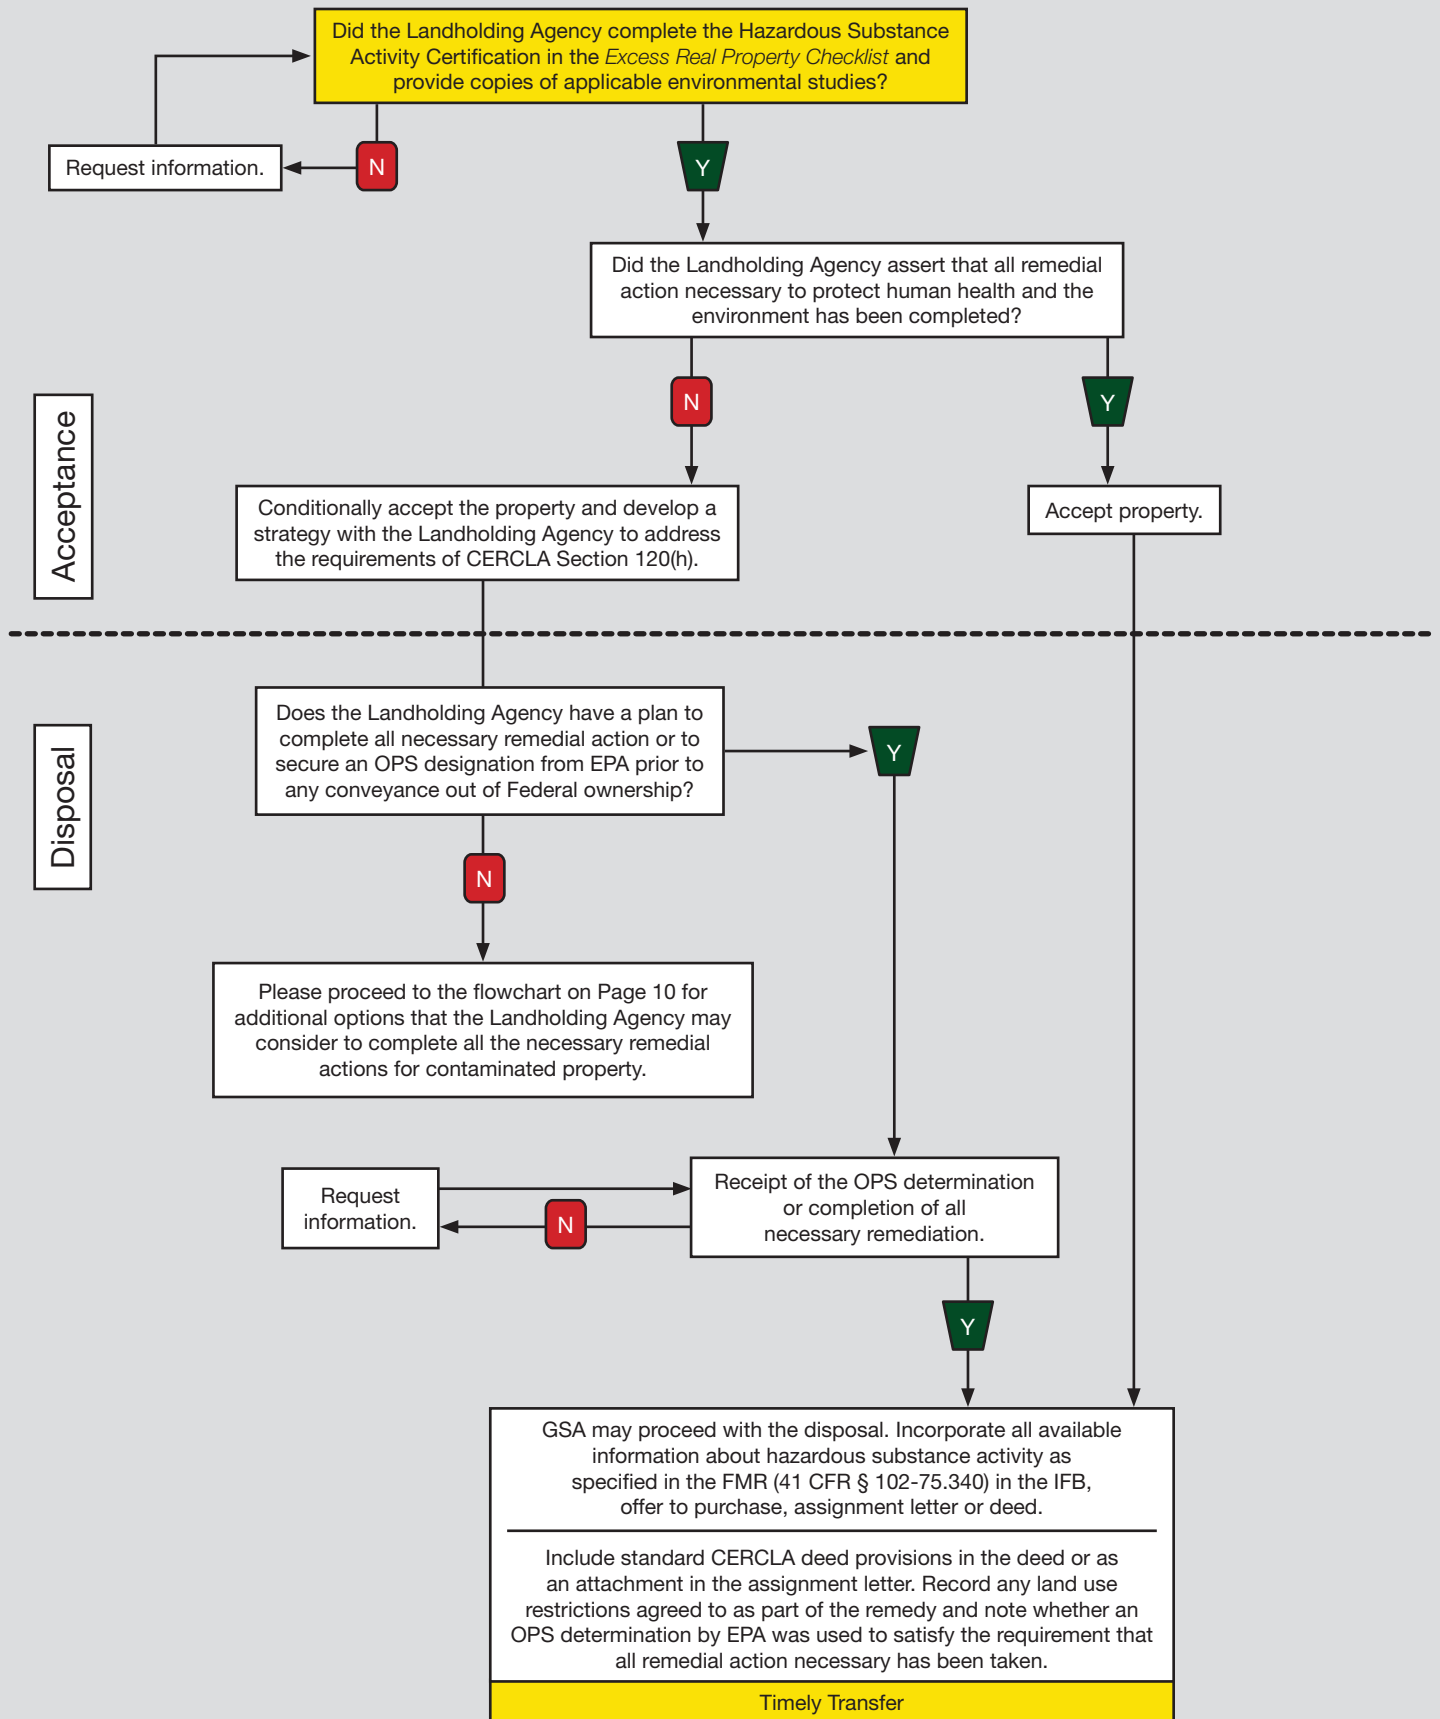 Did the Landholding Agency complete the Hazardous Substance
Activity Certification in the Excess Real Property Checklist and
provide copies of applicable environmental studies?
Request information.
N
Y
Did the Landholding Agency assert that all remedial
action necessary to protect human health and the
environment has been completed?
N
Y
Acceptance
Conditionally accept the property and develop a
strategy with the Landholding Agency to address
the requirements of CERCLA Section 120(h).
Accept property.
Disposal
Does the Landholding Agency have a plan to
complete all necessary remedial action or to
secure an OPS designation from EPA prior to
any conveyance out of Federal ownership?
Y
N
Please proceed to the flowchart on Page 10 for
additional options that the Landholding Agency may
consider to complete all the necessary remedial
actions for contaminated property.
Request
information.
N
Receipt of the OPS determination
or completion of all
necessary remediation.
Y
GSA may proceed with the disposal. Incorporate all available
information about hazardous substance activity as
specified in the FMR (41 CFR § 102-75.340) in the IFB,
offer to purchase, assignment letter or deed.
Include standard CERCLA deed provisions in the deed or as
an attachment in the assignment letter. Record any land use
restrictions agreed to as part of the remedy and note whether an
OPS determination by EPA was used to satisfy the requirement that
all remedial action necessary has been taken.
Timely Transfer